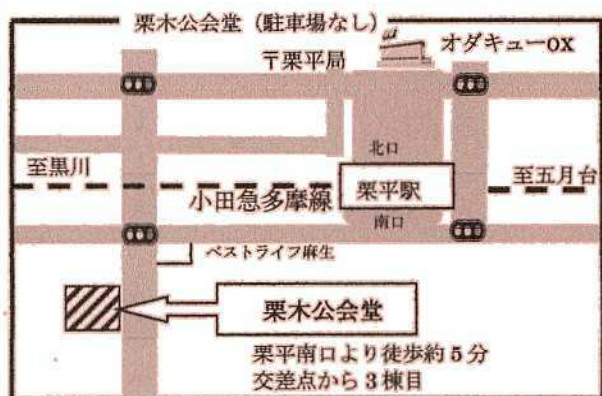 栗木公会堂（駐車場なし）
オダキューOX
〒栗平局
北口
至黒川
栗平駅
至五月台
小田急多摩線
南口
ベストライフ麻生
栗木公会堂
栗平南口より徒歩約5分
交差点から3棟目